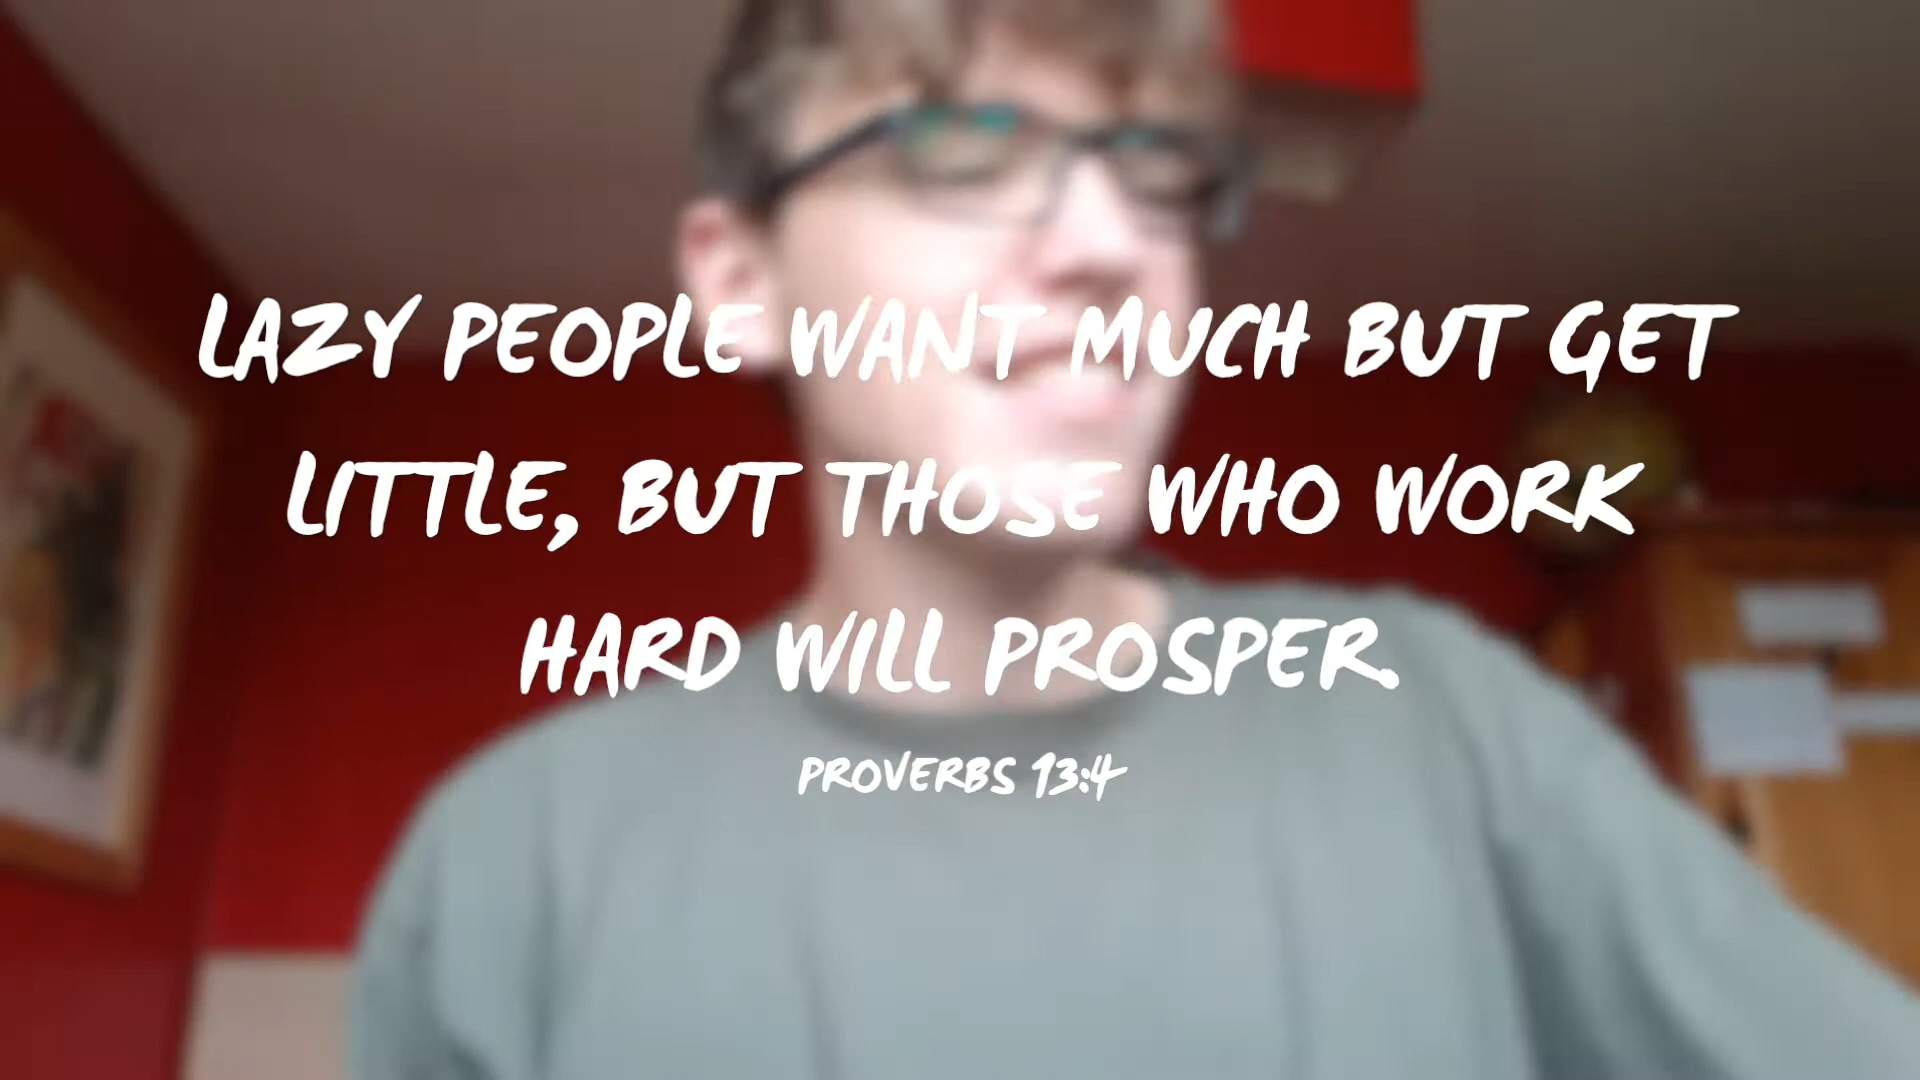 LAZY PEOPLE WANT MUCH BUT GET
LITTLE, BUT THOSE WHO WORK
HARD WILL PROSPER.
PROVERBS 13:4